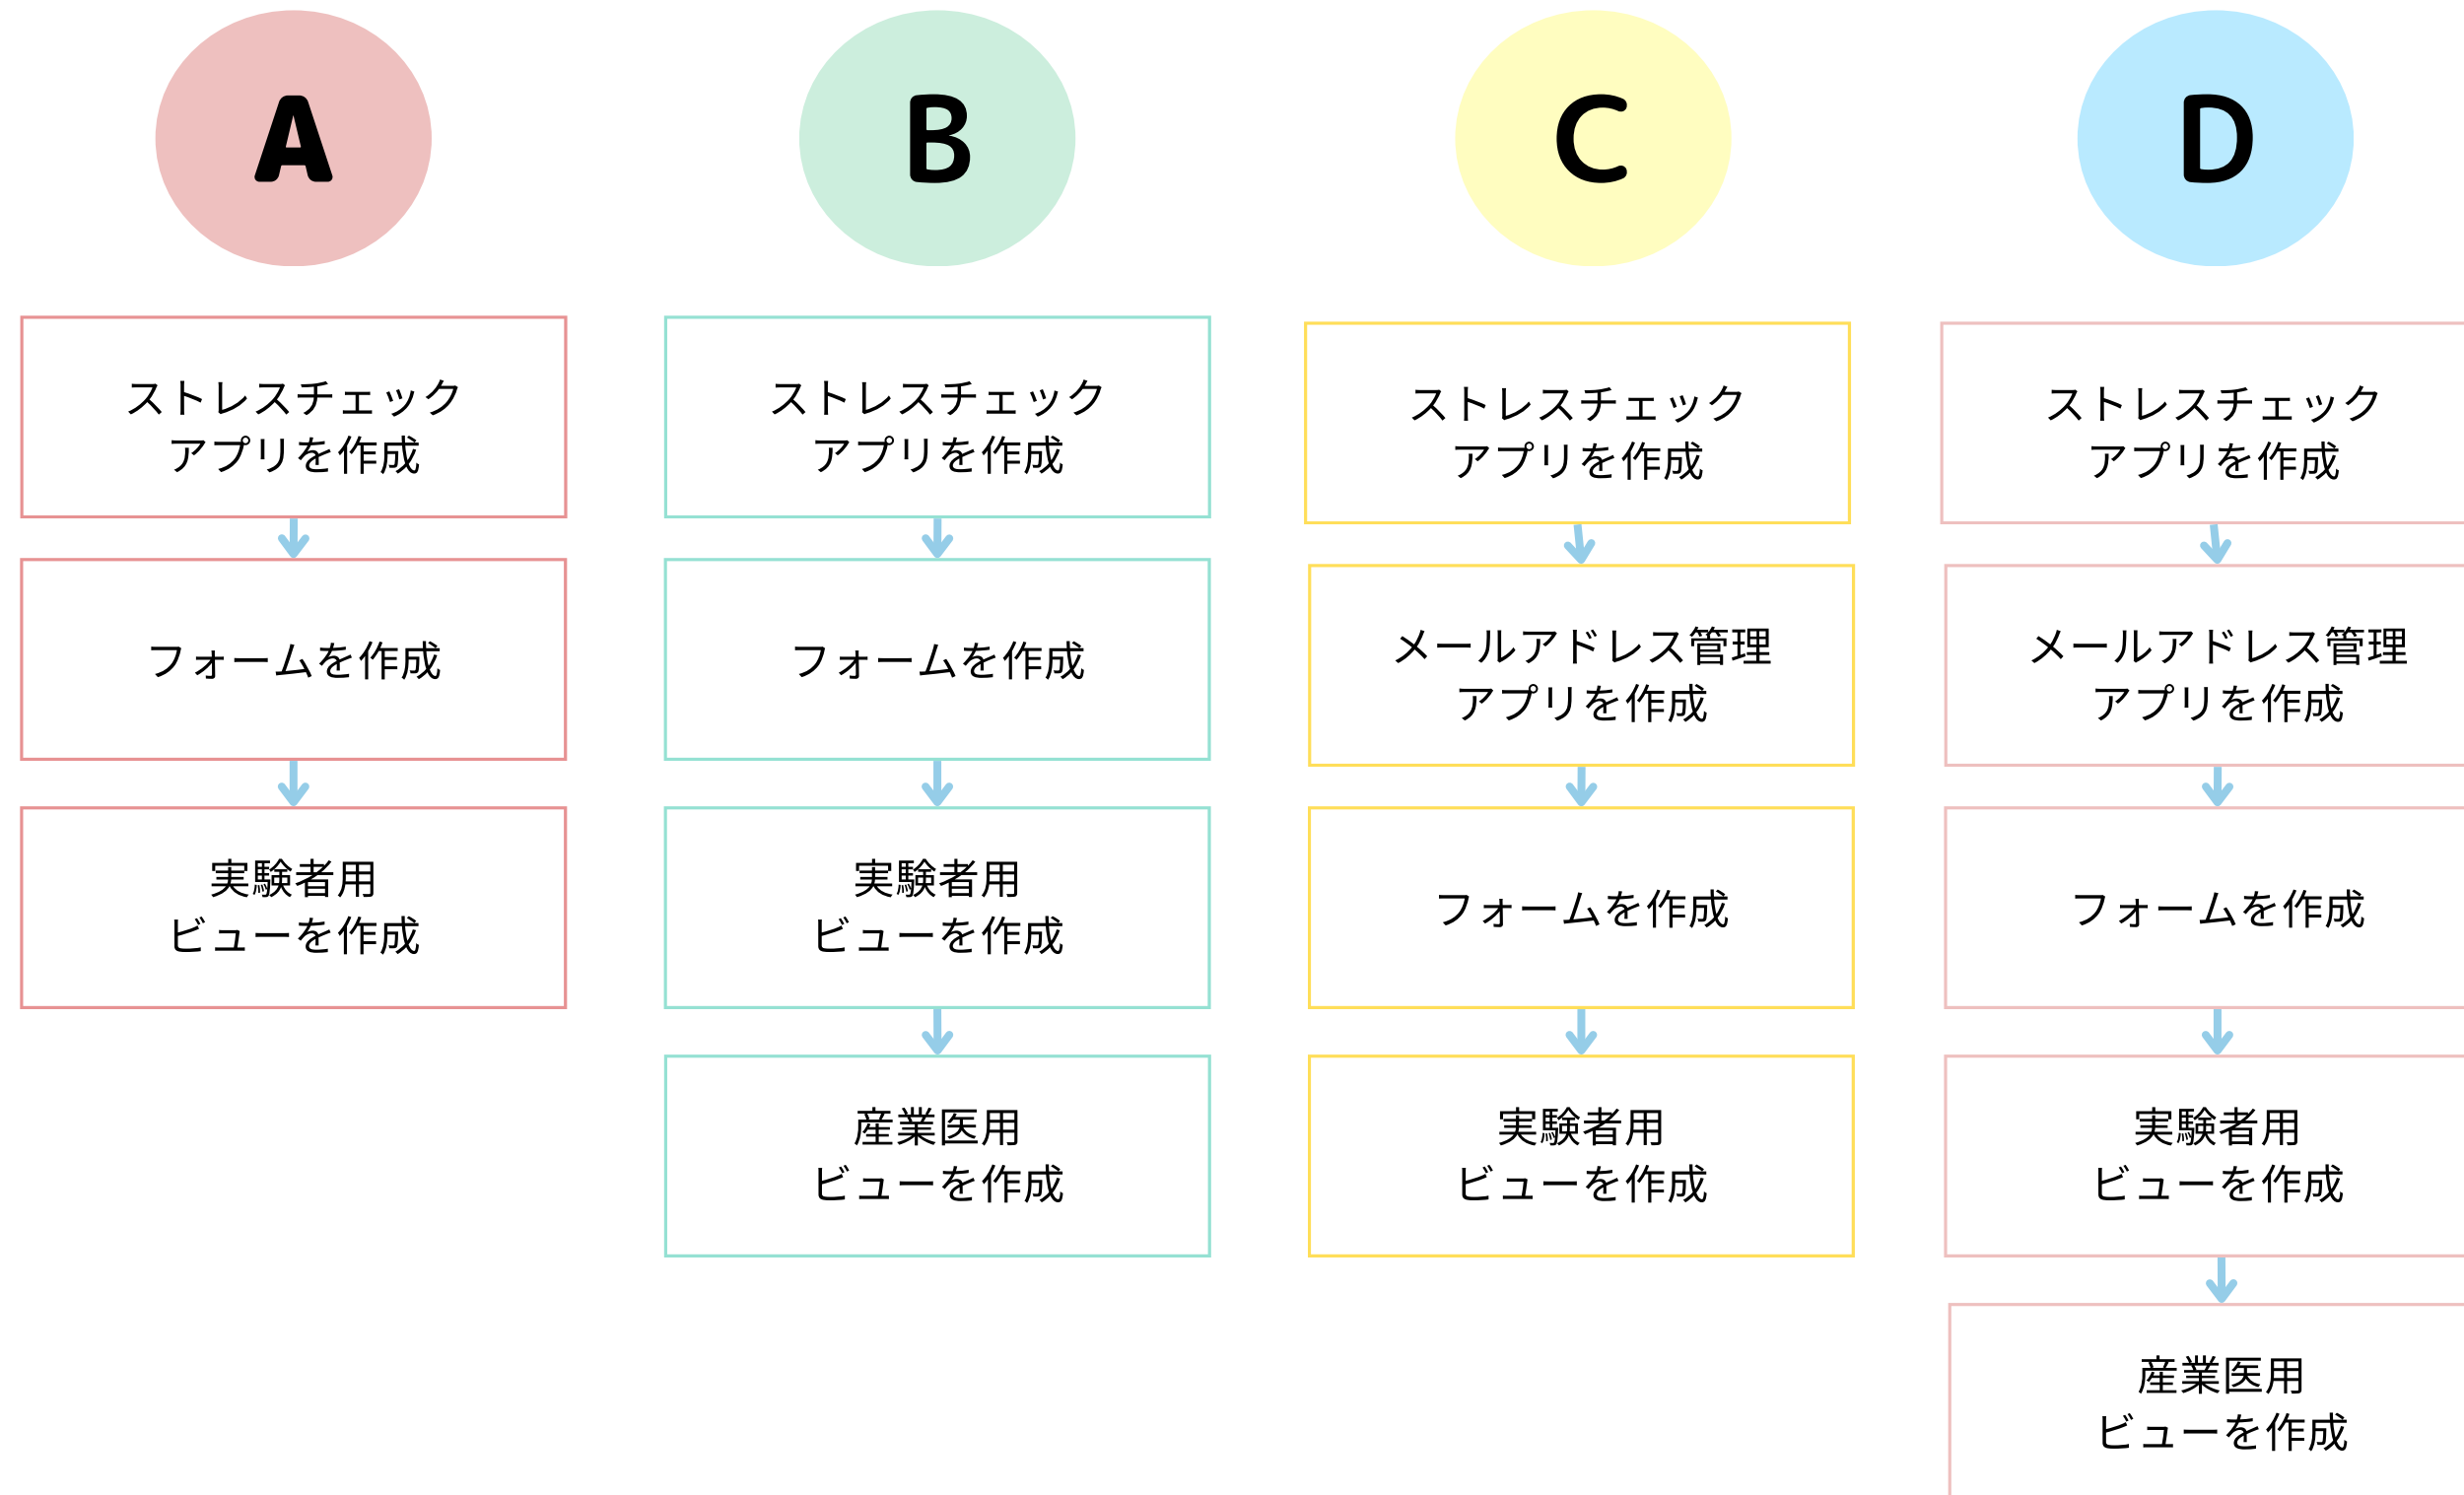 A
ストレスチェック
アプリを作成
フォームを作成
実験者用
ビューを作成
B
ストレスチェック
アプリを作成
フォームを作成
実験者用
ビューを作成
産業医用
ビューを作成
C
ストレスチェック
アプリを作成
メールアドレス管理
アプリを作成
フォームを作成
実験者用
ビューを作成
D
ストレスチェック
アプリを作成
メールアドレス管理
アプリを作成
フォームを作成
実験者用
ビューを作成
産業医用
ビューを作成